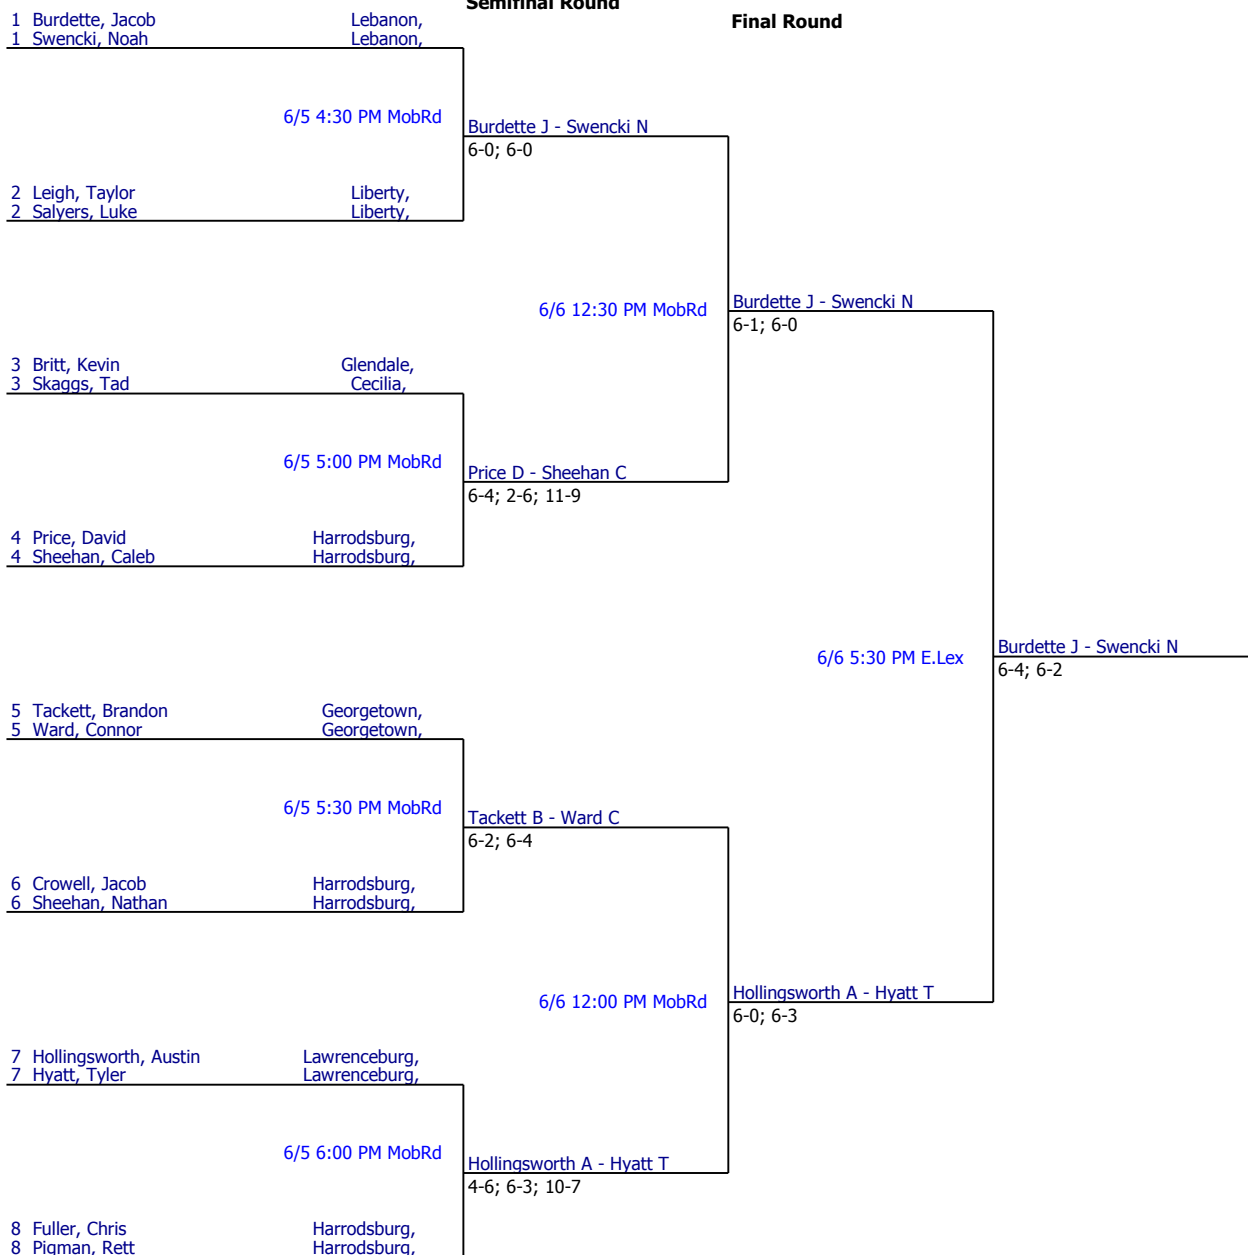 Semifinal Round
Final Round
1 Burdette, Jacob Lebanon,
1 Swencki, Noah Lebanon,
6/5 4:30 PM MobRd
Burdette J - Swencki N
6-0; 6-0
2 Leigh, Taylor Liberty,
2 Salyers, Luke Liberty,
6/6 12:30 PM MobRd
Burdette J - Swencki N
6-1; 6-0
3 Britt, Kevin Glendale,
3 Skaggs, Tad Cecilia,
6/5 5:00 PM MobRd
Price D - Sheehan C
6-4; 2-6; 11-9
4 Price, David Harrodsburg,
4 Sheehan, Caleb Harrodsburg,
6/6 5:30 PM E.Lex
Burdette J - Swencki N
6-4; 6-2
5 Tackett, Brandon Georgetown,
5 Ward, Connor Georgetown,
6/5 5:30 PM MobRd
Tackett B - Ward C
6-2; 6-4
6 Crowell, Jacob Harrodsburg,
6 Sheehan, Nathan Harrodsburg,
6/6 12:00 PM MobRd
Hollingsworth A - Hyatt T
6-0; 6-3
7 Hollingsworth, Austin Lawrenceburg,
7 Hyatt, Tyler Lawrenceburg,
6/5 6:00 PM MobRd
Hollingsworth A - Hyatt T
4-6; 6-3; 10-7
8 Fuller, Chris Harrodsburg,
8 Pigman, Rett Harrodsburg,